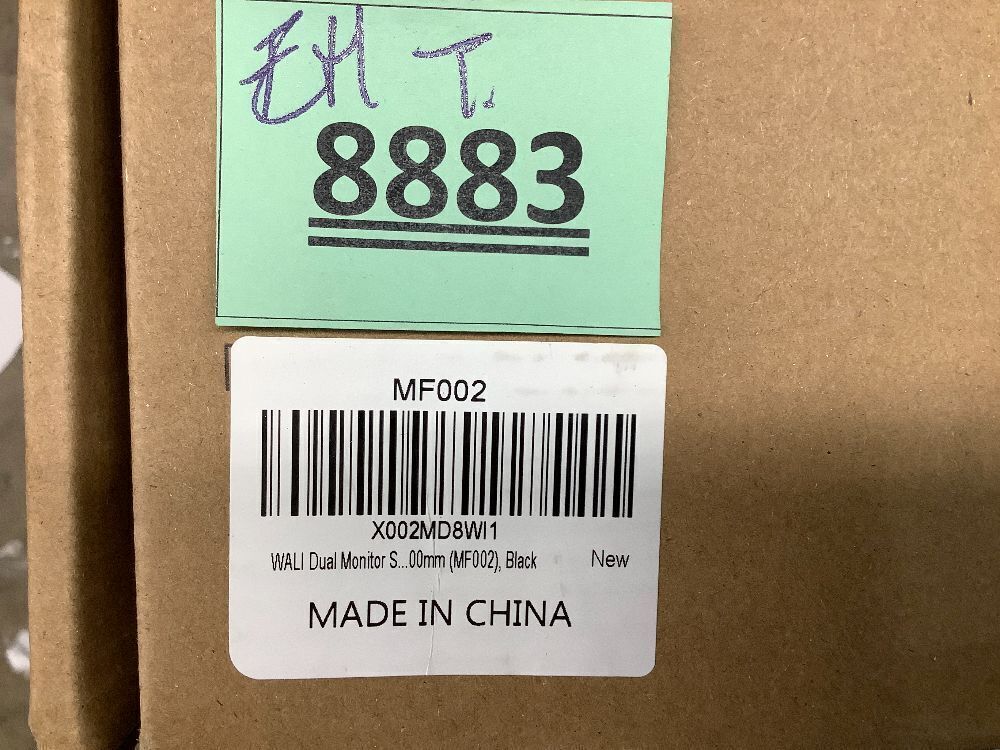 EH T.
8883
MF002
X002MD8WI1
WALI Dual Monitor S...00mm (MF002), Black New
MADE IN CHINA